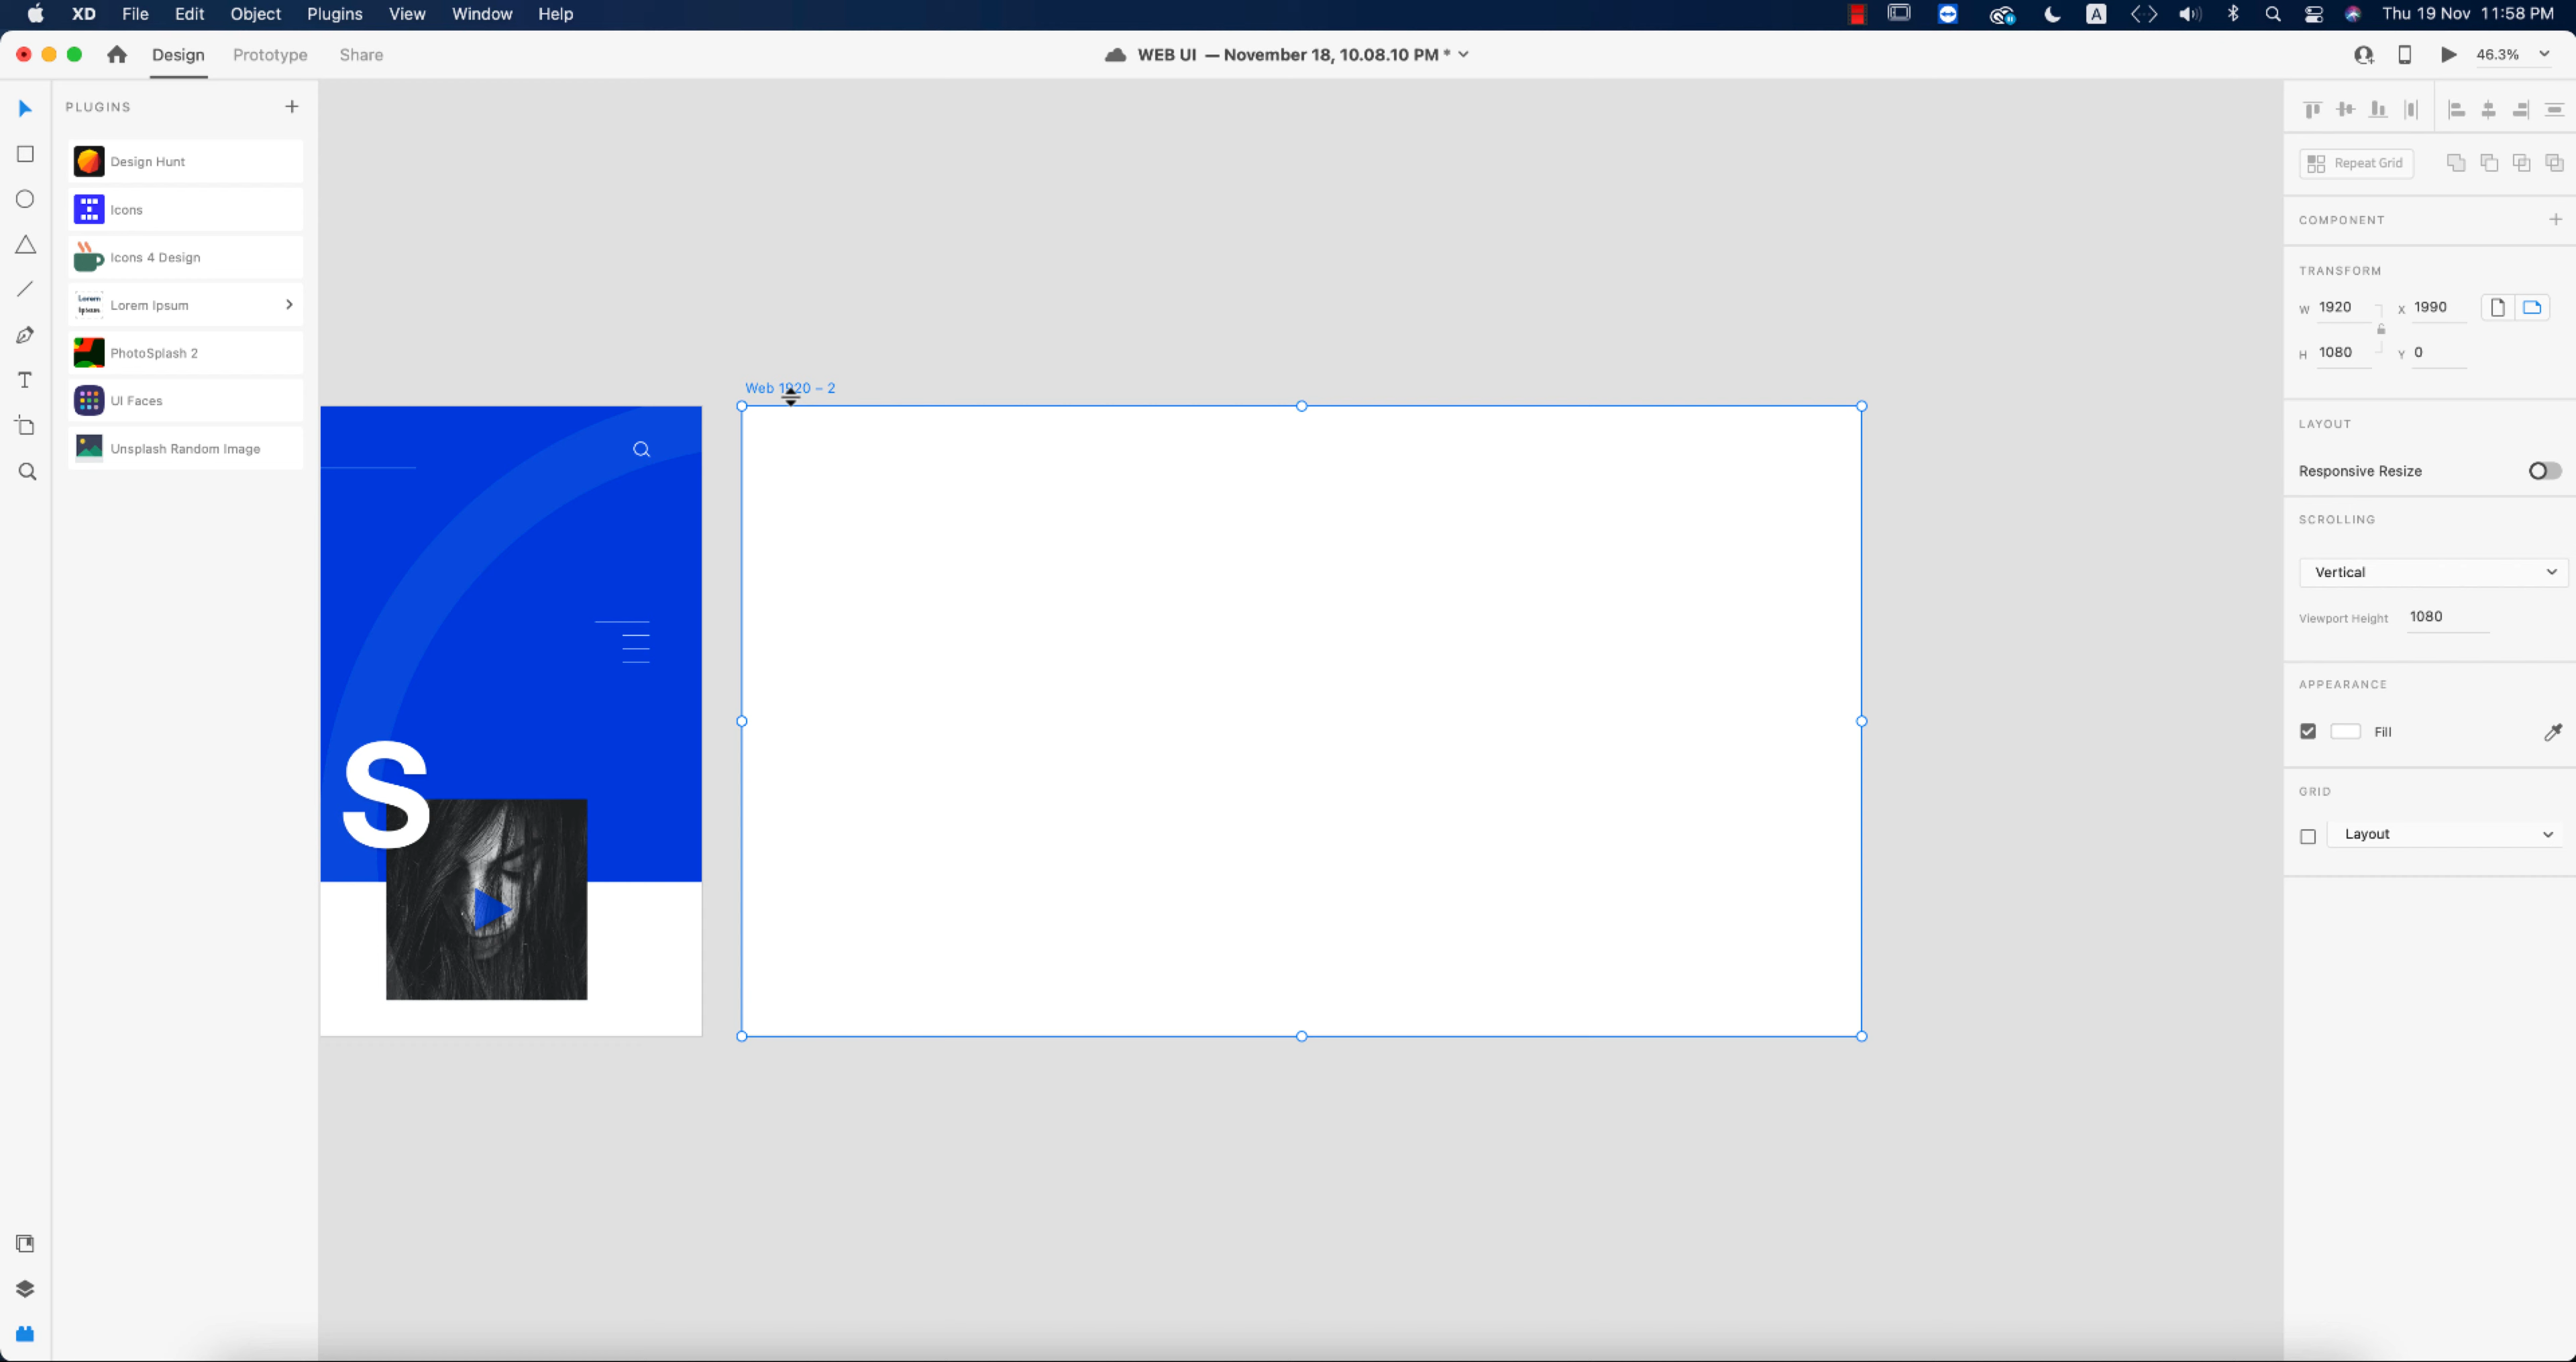 XD File Edit Object Plugins View Window Help
A Thu 19 Nov 11:58 PM
Design Prototype Share
WEB UI — November 18, 10.08.10 PM *
46.3%
PLUGINS
Design Hunt
Icons
Icons 4 Design
Lorem Ipsum
Lorem Ipsum
PhotoSplash 2
UI Faces
Unsplash Random Image
T
Web 1920 – 2
S
Repeat Grid
COMPONENT
TRANSFORM
W 1920 X 1990
H 1080 Y 0
LAYOUT
Responsive Resize
SCROLLING
Vertical
Viewport Height 1080
APPEARANCE
Fill
GRID
Layout